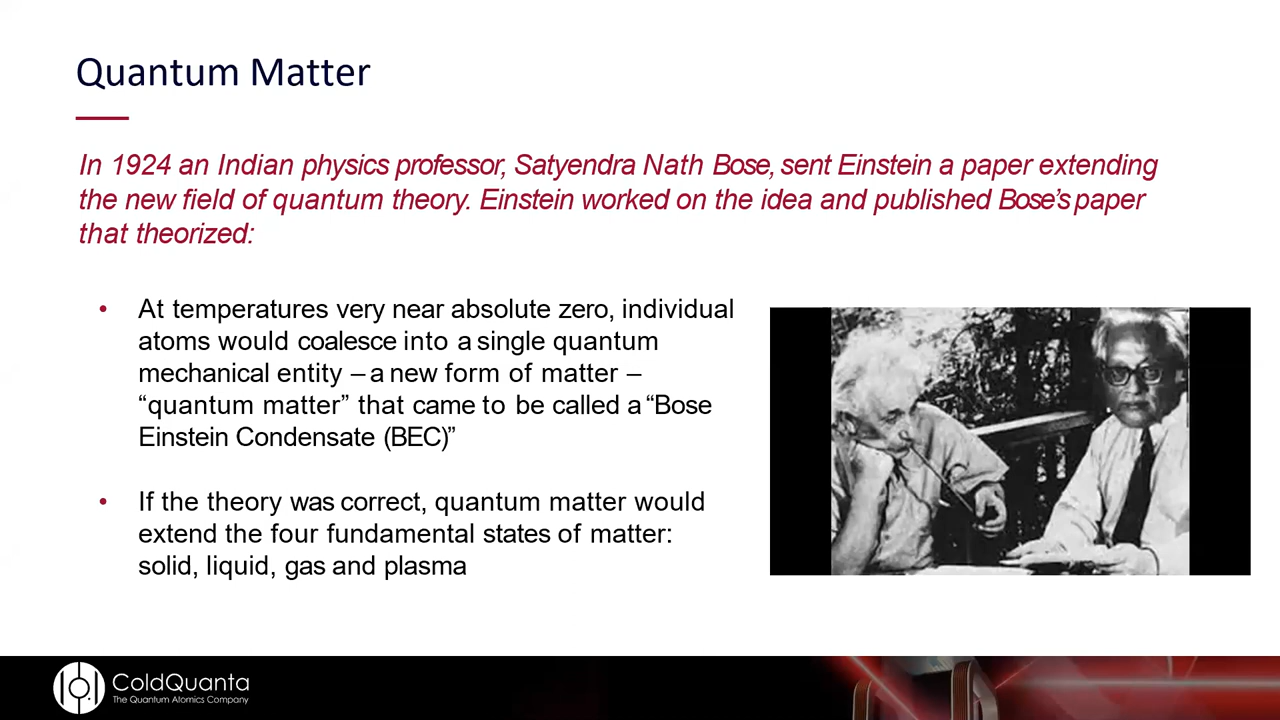 Quantum Matter
In 1924 an Indian physics professor, Satyendra Nath Bose, sent Einstein a paper extending
the new field of quantum theory. Einstein worked on the idea and published Bose’s paper
that theorized:
• At temperatures very near absolute zero, individual
atoms would coalesce into a single quantum
mechanical entity – a new form of matter –
“quantum matter” that came to be called a “Bose
Einstein Condensate (BEC)”
• If the theory was correct, quantum matter would
extend the four fundamental states of matter:
solid, liquid, gas and plasma
ColdQuanta
The Quantum Atomics Company